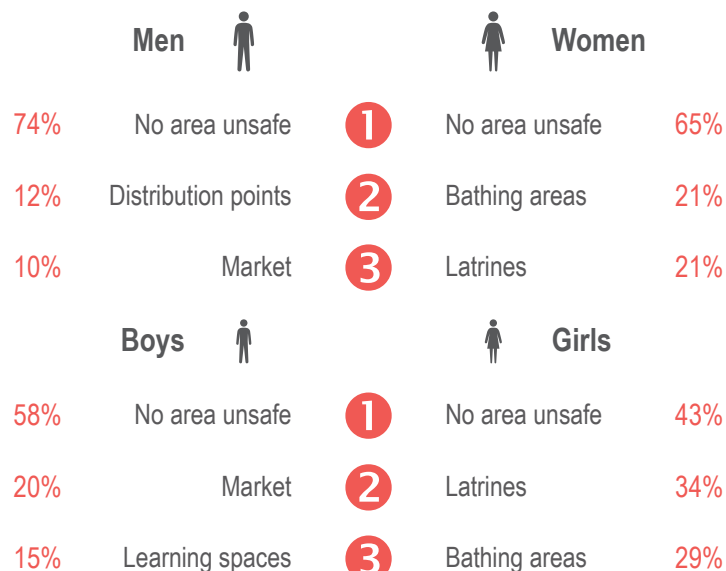 Men Women
74% No area unsafe 1 No area unsafe 65%
12% Distribution points 2 Bathing areas 21%
10% Market 3 Latrines 21%
Boys Girls
58% No area unsafe 1 No area unsafe 43%
20% Market 2 Latrines 34%
15% Learning spaces 3 Bathing areas 29%